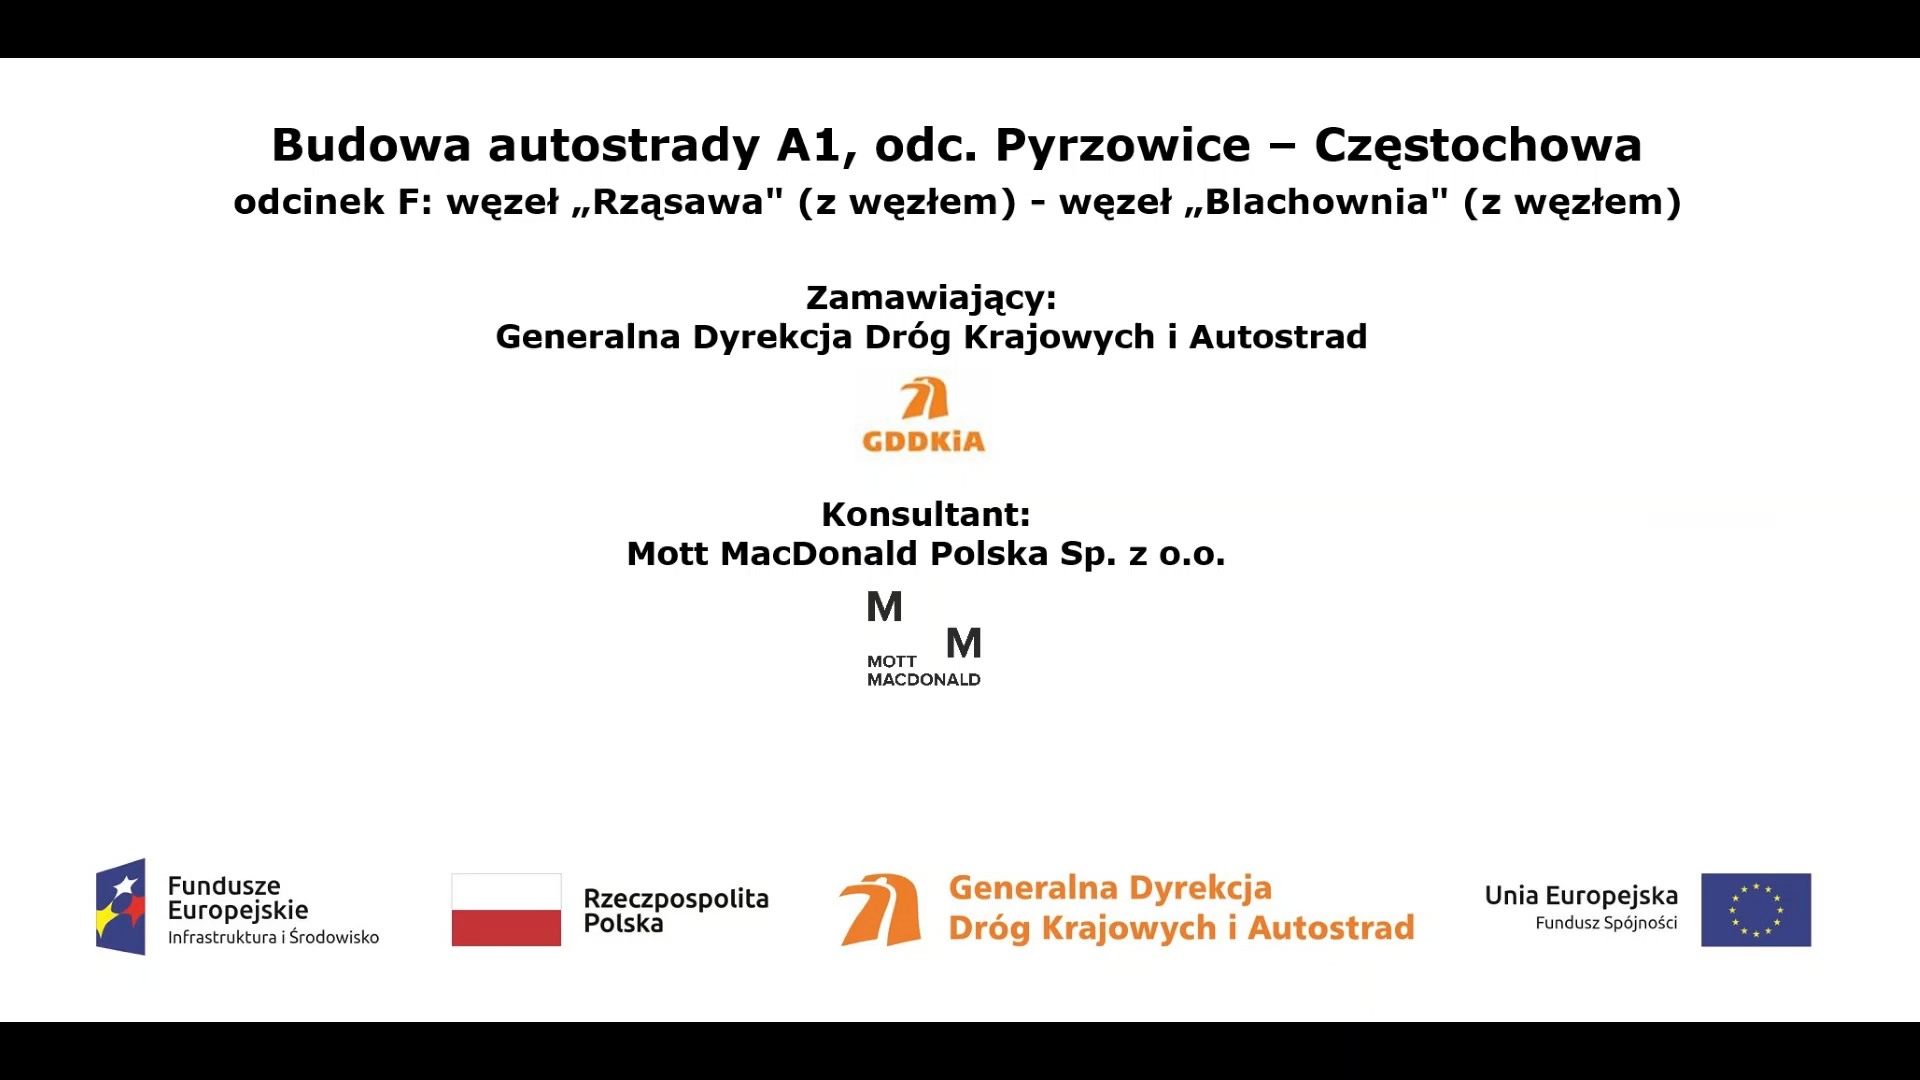 Budowa autostrady A1, odc. Pyrzowice – Częstochowa
odcinek F: węzeł „Rząsawa" (z węzłem) - węzeł „Blachownia" (z węzłem)
Zamawiający:
Generalna Dyrekcja Dróg Krajowych i Autostrad
GDDKiA
Konsultant:
Mott MacDonald Polska Sp. z o.o.
M
M
MOTT
MACDONALD
Fundusze
Europejskie
Infrastruktura i Środowisko
Rzeczpospolita
Polska
Generalna Dyrekcja
Dróg Krajowych i Autostrad
Unia Europejska
Fundusz Spójności